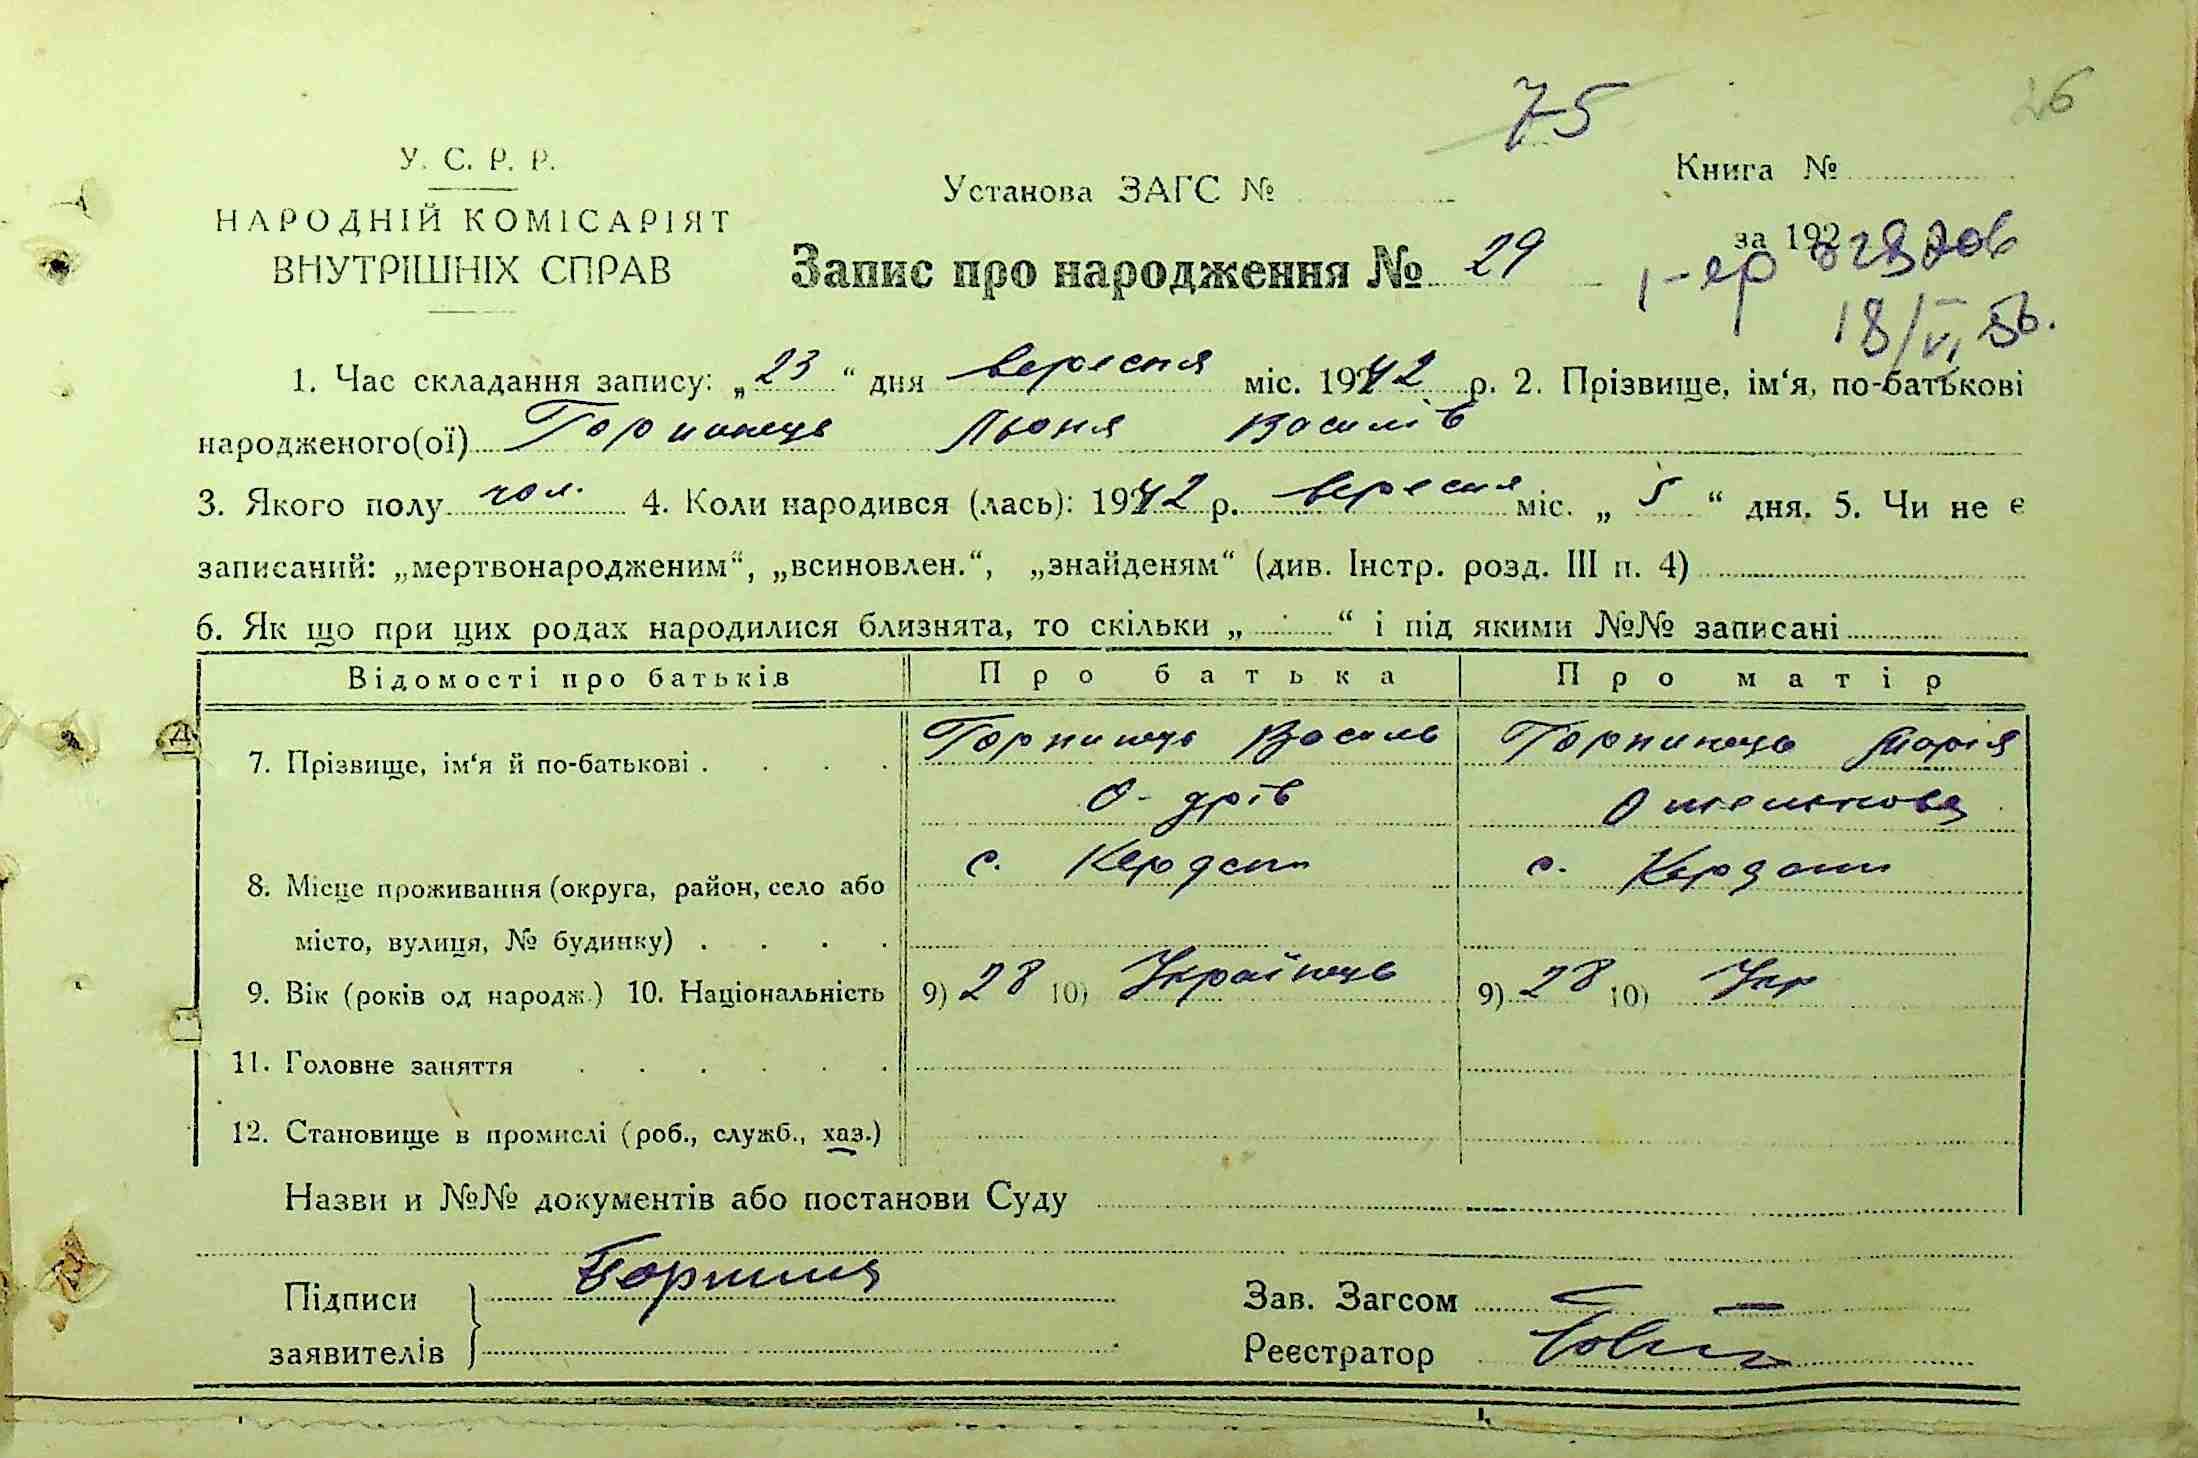 75
26
У. С. Р. Р.
НАРОДНІЙ КОМІСАРІЯТ
ВНУТРІШНІХ СПРАВ
Установа ЗАГС №
Книга №
за 192
Запис про народження № 29
18/VI 56.
1. Час складання запису: „23“ дня вересня міс. 1942 р. 2. Прізвище, ім‘я, по-батькові
народженого(ої) Горпинець Льоня Василів
3. Якого полу чол. 4. Коли народився (лась): 1942 р. вересня міс. „ 5 “ дня. 5. Чи не є
записаний: „мертвонародженим“, „всиновлен.“, „знайденям“ (див. Інстр. розд. III п. 4)
6. Як що при цих родах народилися близнята, то скільки „ “ і під якими №№ записані
Відомості про батьків Про батька Про матір
7. Прізвище, ім‘я й по-батькові . . . . Горпинець Василь Горпинець Марія
8. Місце проживання (округа, район, село або с. с.
місто, вулиця, № будинку) . . . .
9. Вік (років од народж.) 10. Національність 9) 28 10) Українець 9) 28 10) Укр
11. Головне заняття . . . . . .
12. Становище в промислі (роб., служб., хаз.)
Назви и №№ документів або постанови Суду
Підписи
заявителів
Зав. Загсом
Реєстратор